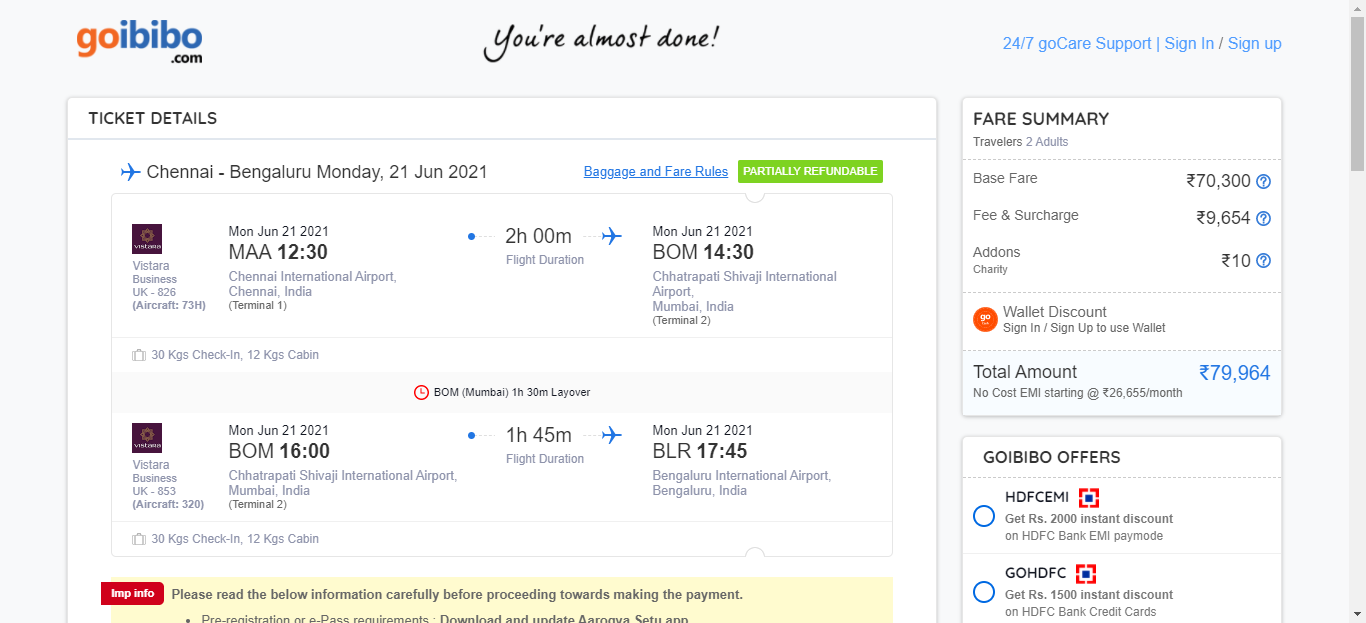 goibibo
.com
You're almost done!
24/7 goCare Support | Sign In / Sign up
TICKET DETAILS
Chennai - Bengaluru Monday, 21 Jun 2021
Baggage and Fare Rules
PARTIALLY REFUNDABLE
VISTARA
Vistara
Business
UK - 826
(Aircraft: 73H)
Mon Jun 21 2021
MAA 12:30
Chennai International Airport,
Chennai, India
(Terminal 1)
2h 00m
Flight Duration
Mon Jun 21 2021
BOM 14:30
Chhatrapati Shivaji International
Airport,
Mumbai, India
(Terminal 2)
30 Kgs Check-In, 12 Kgs Cabin
BOM (Mumbai) 1h 30m Layover
VISTARA
Vistara
Business
UK - 853
(Aircraft: 320)
Mon Jun 21 2021
BOM 16:00
Chhatrapati Shivaji International Airport,
Mumbai, India
(Terminal 2)
1h 45m
Flight Duration
Mon Jun 21 2021
BLR 17:45
Bengaluru International Airport,
Bengaluru, India
30 Kgs Check-In, 12 Kgs Cabin
Imp info
Please read the below information carefully before proceeding towards making the payment.
• Pre-registration or e-Pass requirements : Download and update Aarogya Setu app
FARE SUMMARY
Travelers 2 Adults
Base Fare ₹70,300 ?
Fee & Surcharge ₹9,654 ?
Addons
Charity
₹10 ?
go
Wallet Discount
Sign In / Sign Up to use Wallet
Total Amount ₹79,964
No Cost EMI starting @ ₹26,655/month
GOIBIBO OFFERS
HDFCEMI
Get Rs. 2000 instant discount
on HDFC Bank EMI paymode
GOHDFC
Get Rs. 1500 instant discount
on HDFC Bank Credit Cards